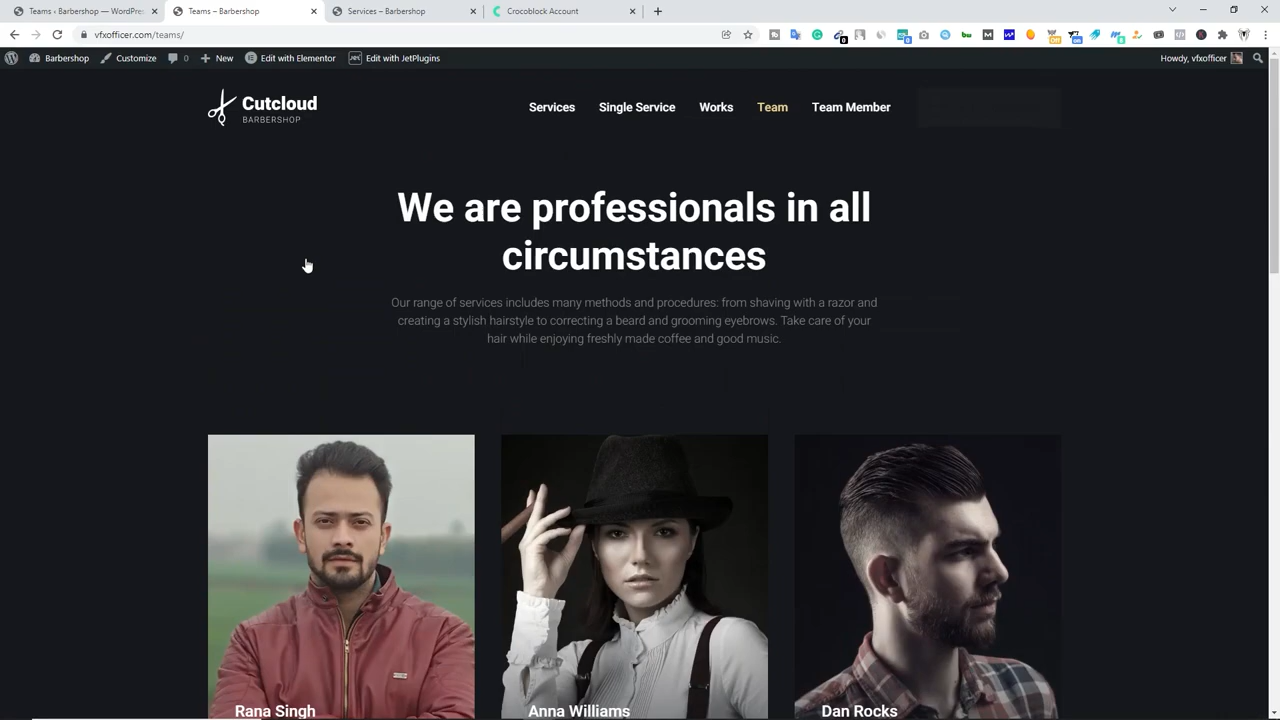 Teams ‹ Barbershop — WordPre
Teams – Barbershop
Services – Barbershop
Crocoblock Account
vfxofficer.com/teams/
Barbershop
Customize
0
New
Edit with Elementor
Edit with JetPlugins
Howdy, vfxofficer
Cutcloud
BARBERSHOP
Services
Single Service
Works
Team
Team Member
We are professionals in all
circumstances
Our range of services includes many methods and procedures: from shaving with a razor and
creating a stylish hairstyle to correcting a beard and grooming eyebrows. Take care of your
hair while enjoying freshly made coffee and good music.
Rana Singh
Anna Williams
Dan Rocks